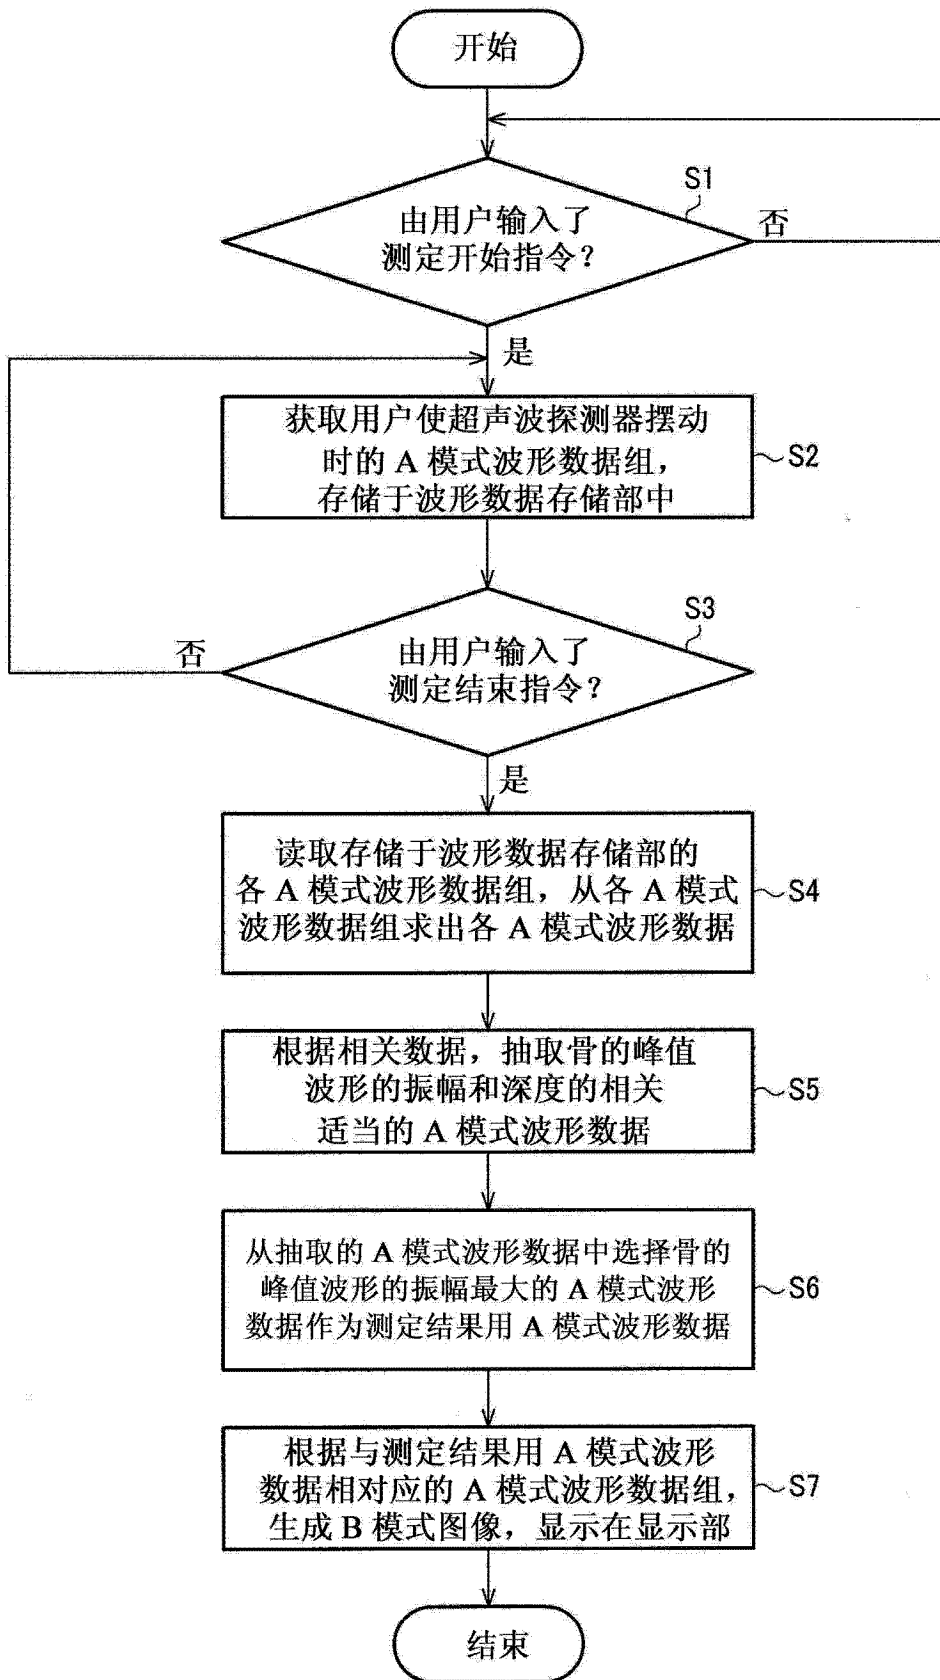 开始
S1
由用户输入了
测定开始指令？
否
是
获取用户使超声波探测器摆动
时的 A 模式波形数据组，
存储于波形数据存储部中
S2
S3
由用户输入了
测定结束指令？
否
是
读取存储于波形数据存储部的
各 A 模式波形数据组，从各 A 模式
波形数据组求出各 A 模式波形数据
S4
根据相关数据，抽取骨的峰值
波形的振幅和深度的相关
适当的 A 模式波形数据
S5
从抽取的 A 模式波形数据中选择骨的
峰值波形的振幅最大的 A 模式波形
数据作为测定结果用 A 模式波形数据
S6
根据与测定结果用 A 模式波形
数据相对应的 A 模式波形数据组，
生成 B 模式图像，显示在显示部
S7
结束